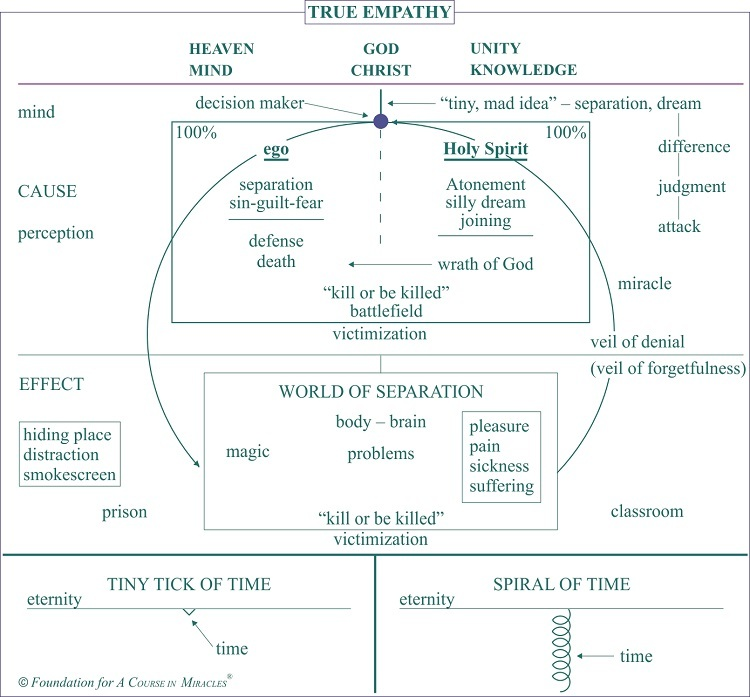 TRUE EMPATHY
HEAVEN
MIND
GOD
CHRIST
UNITY
KNOWLEDGE
mind
decision maker
“tiny, mad idea” – separation, dream
100%
100%
difference
judgment
attack
ego
Holy Spirit
separation
sin-guilt-fear
Atonement
silly dream
joining
CAUSE
perception
defense
death
wrath of God
“kill or be killed”
battlefield
victimization
miracle
veil of denial
(veil of forgetfulness)
EFFECT
WORLD OF SEPARATION
body – brain
magic
problems
pleasure
pain
sickness
suffering
hiding place
distraction
smokescreen
prison
classroom
“kill or be killed”
victimization
TINY TICK OF TIME
eternity
time
SPIRAL OF TIME
eternity
time
© Foundation for A COURSE IN MIRACLES®